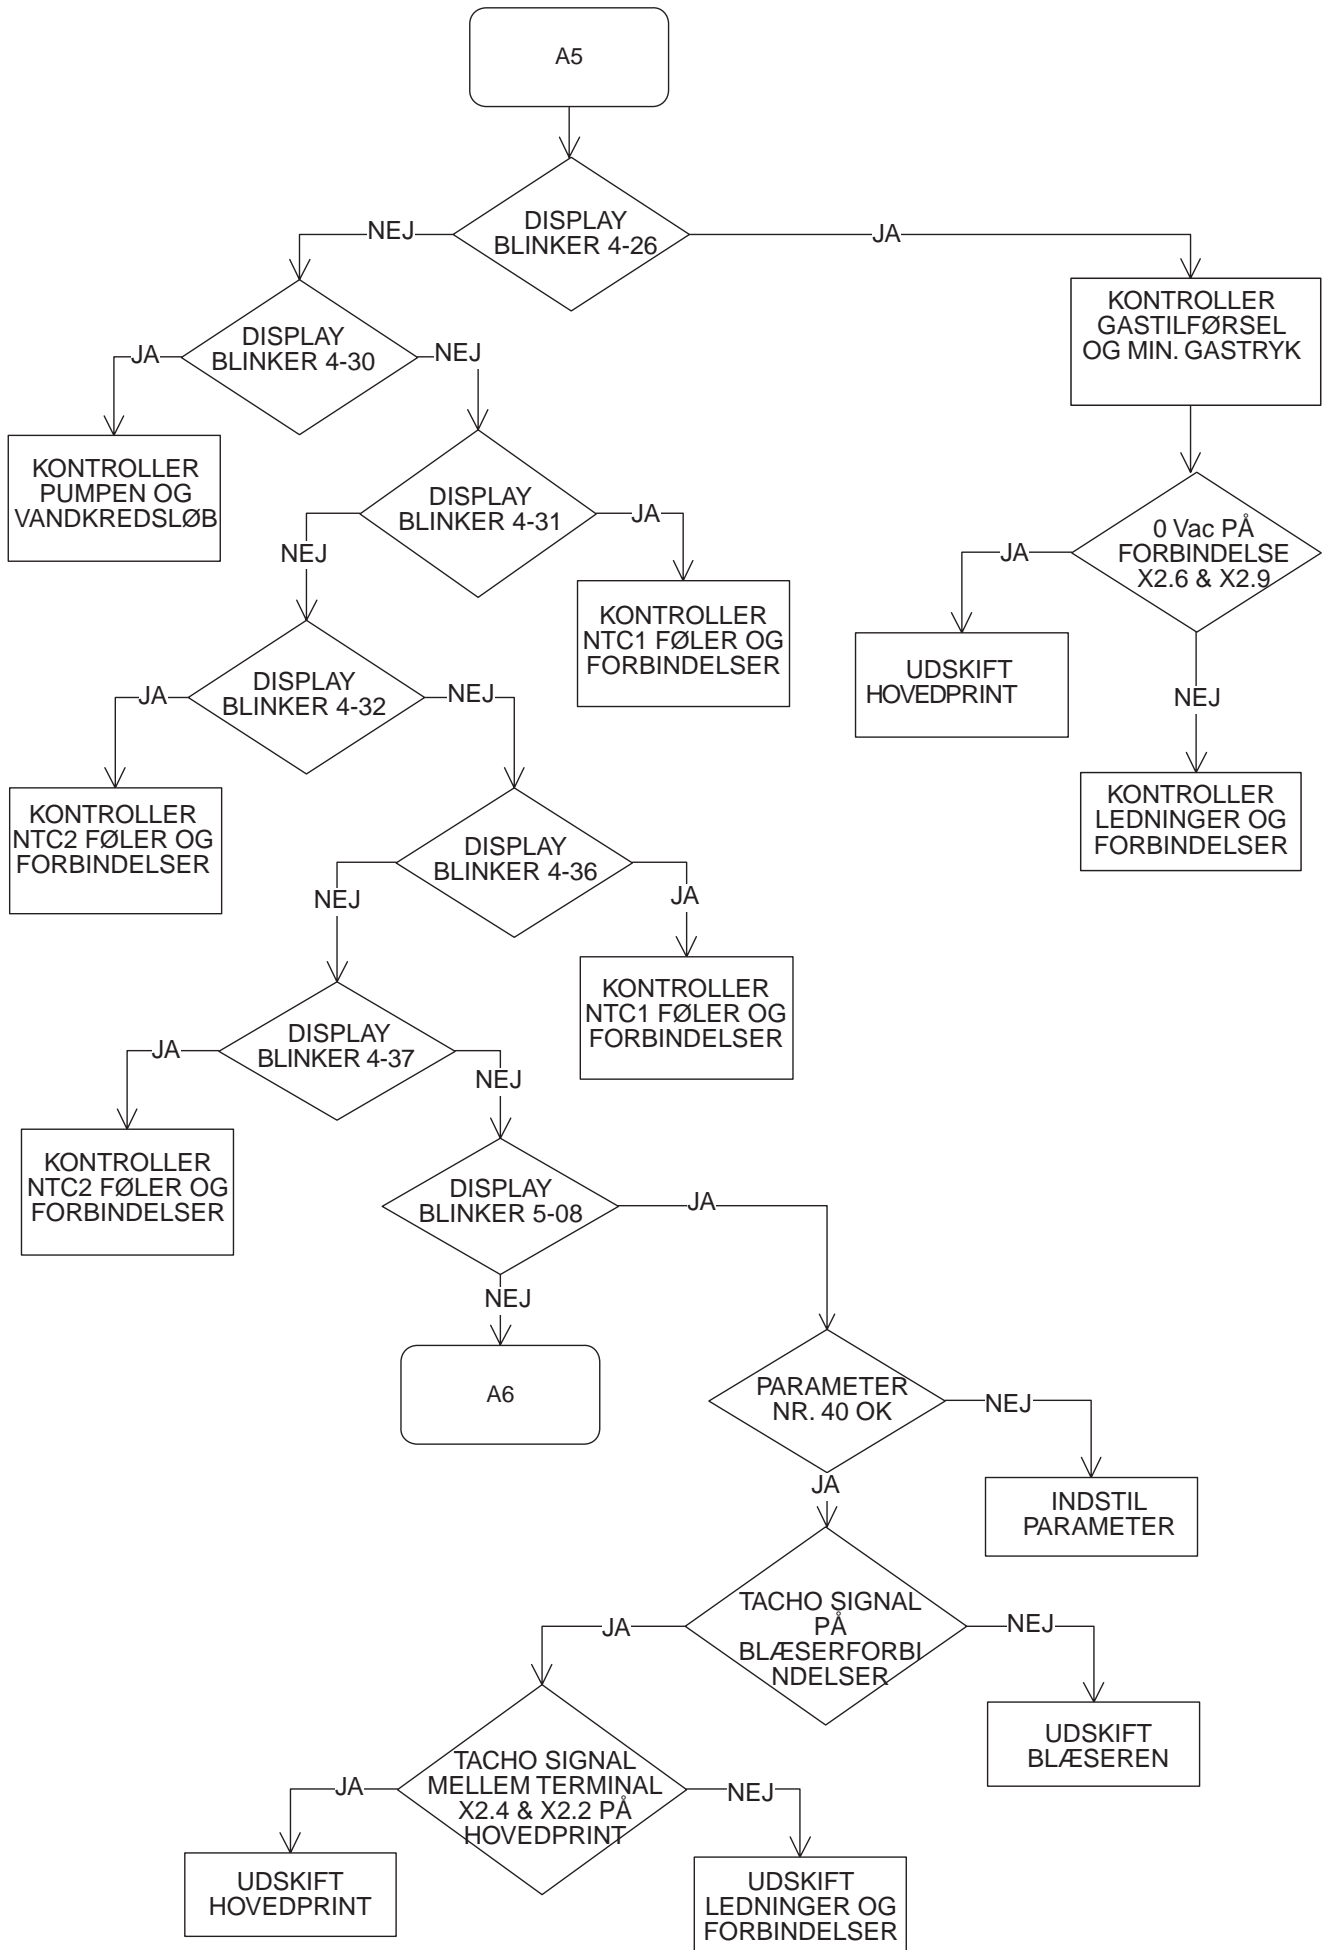 A5
DISPLAY
BLINKER 4-26
NEJ
JA
DISPLAY
BLINKER 4-30
JA
NEJ
KONTROLLER
GASTILFØRSEL
OG MIN. GASTRYK
KONTROLLER
PUMPEN OG
VANDKREDSLØB
DISPLAY
BLINKER 4-31
NEJ
JA
0 Vac PÅ
FORBINDELSE
X2.6 & X2.9
JA
NEJ
KONTROLLER
NTC1 FØLER OG
FORBINDELSER
UDSKIFT
HOVEDPRINT
DISPLAY
BLINKER 4-32
JA
NEJ
KONTROLLER
LEDNINGER OG
FORBINDELSER
KONTROLLER
NTC2 FØLER OG
FORBINDELSER
DISPLAY
BLINKER 4-36
NEJ
JA
KONTROLLER
NTC1 FØLER OG
FORBINDELSER
DISPLAY
BLINKER 4-37
JA
NEJ
KONTROLLER
NTC2 FØLER OG
FORBINDELSER
DISPLAY
BLINKER 5-08
JA
NEJ
A6
PARAMETER
NR. 40 OK
NEJ
JA
INDSTIL
PARAMETER
TACHO SIGNAL
PÅ
BLÆSERFORBI
NDELSER
JA
NEJ
UDSKIFT
BLÆSEREN
TACHO SIGNAL
MELLEM TERMINAL
X2.4 & X2.2 PÅ
HOVEDPRINT
JA
NEJ
UDSKIFT
HOVEDPRINT
UDSKIFT
LEDNINGER OG
FORBINDELSER